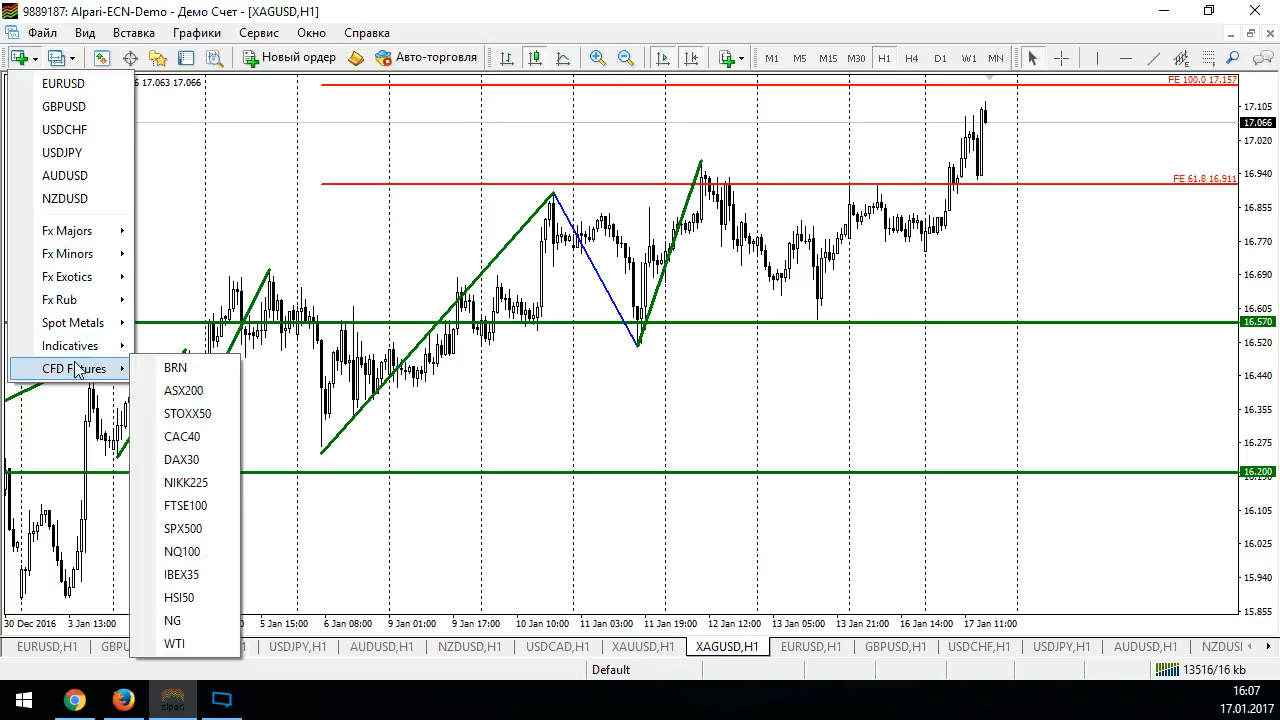 9889187: Alpari-ECN-Demo - Демо Счет - [XAGUSD,H1]
Файл Вид Вставка Графики Сервис Окно Справка
Новый ордер Авто-торговля M1 M5 M15 M30 H1 H4 D1 W1 MN
17.063 17.066
FE 100.0 17.157
FE 61.8 16.911
EURUSD
GBPUSD
USDCHF
USDJPY
AUDUSD
NZDUSD
Fx Majors
Fx Minors
Fx Exotics
Fx Rub
Spot Metals
Indicatives
CFD Futures
BRN
ASX200
STOXX50
CAC40
DAX30
NIKK225
FTSE100
SPX500
NQ100
IBEX35
HSI50
NG
WTI
17.105
17.066
17.020
16.940
16.855
16.770
16.690
16.605
16.570
16.520
16.440
16.355
16.275
16.200
16.105
16.020
15.940
15.855
30 Dec 2016 3 Jan 13:00 5 Jan 15:00 6 Jan 08:00 9 Jan 01:00 9 Jan 17:00 10 Jan 10:00 11 Jan 03:00 11 Jan 19:00 12 Jan 13:00 13 Jan 05:00 13 Jan 21:00 16 Jan 14:00 17 Jan 11:00
EURUSD,H1 USDJPY,H1 AUDUSD,H1 NZDUSD,H1 USDCAD,H1 XAUUSD,H1 XAGUSD,H1 EURUSD,H1 GBPUSD,H1 USDCHF,H1 USDJPY,H1 AUDUSD,H1
Default 13516/16 kb
alpari
16:07
17.01.2017